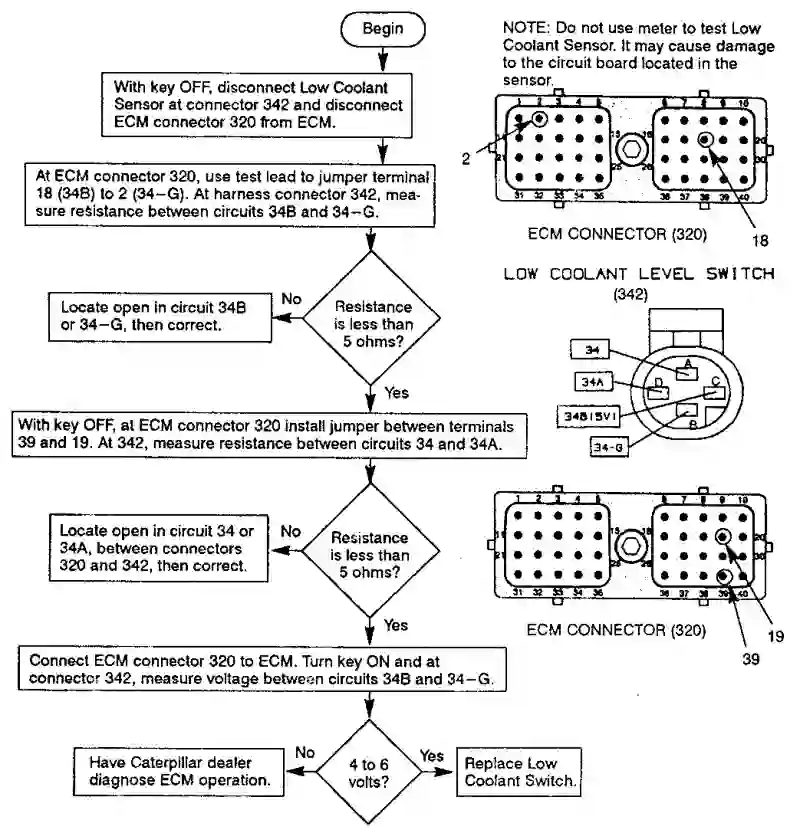 Begin
With key OFF, disconnect Low Coolant
Sensor at connector 342 and disconnect
ECM connector 320 from ECM.
At ECM connector 320, use test lead to jumper terminal
18 (34B) to 2 (34-G). At harness connector 342, mea-
sure resistance between circuits 34B and 34-G.
Resistance
is less than
5 ohms?
No
Locate open in circuit 34B
or 34-G, then correct.
Yes
With key OFF, at ECM connector 320 install jumper between terminals
39 and 19. At 342, measure resistance between circuits 34 and 34A.
Resistance
is less than
5 ohms?
No
Locate open in circuit 34 or
34A, between connectors
320 and 342, then correct.
Yes
Connect ECM connector 320 to ECM. Turn key ON and at
connector 342, measure voltage between circuits 34B and 34-G.
4 to 6
volts?
No
Have Caterpillar dealer
diagnose ECM operation.
Yes
Replace Low
Coolant Switch.
NOTE: Do not use meter to test Low
Coolant Sensor. It may cause damage
to the circuit board located in the
sensor.
1 2 3 4 5 6 7 8 9 10
15 20
21 25 30
31 32 33 34 35 36 37 38 39 40
2
18
ECM CONNECTOR (320)
LOW COOLANT LEVEL SWITCH
(342)
34
34A
34B(5V)
34-G
A
D
C
B
1 2 3 4 5 6 7 8 9 10
15 20
21 25 30
31 32 33 34 35 36 37 38 39 40
19
39
ECM CONNECTOR (320)